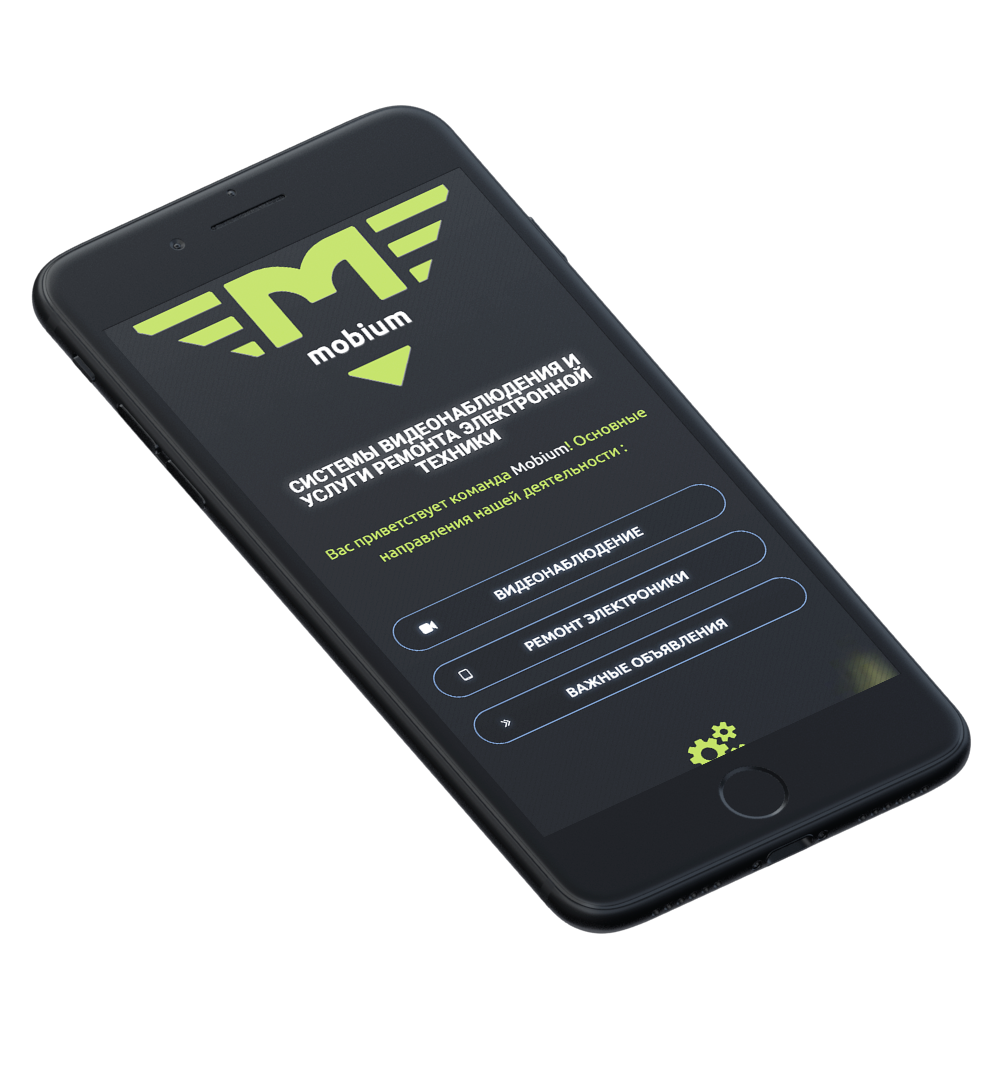 M
mobium
СИСТЕМЫ ВИДЕОНАБЛЮДЕНИЯ И
УСЛУГИ РЕМОНТА ЭЛЕКТРОННОЙ
ТЕХНИКИ
Вас приветствует команда Mobium! Основные
направления нашей деятельности :
ВИДЕОНАБЛЮДЕНИЕ
РЕМОНТ ЭЛЕКТРОНИКИ
ВАЖНЫЕ ОБЪЯВЛЕНИЯ